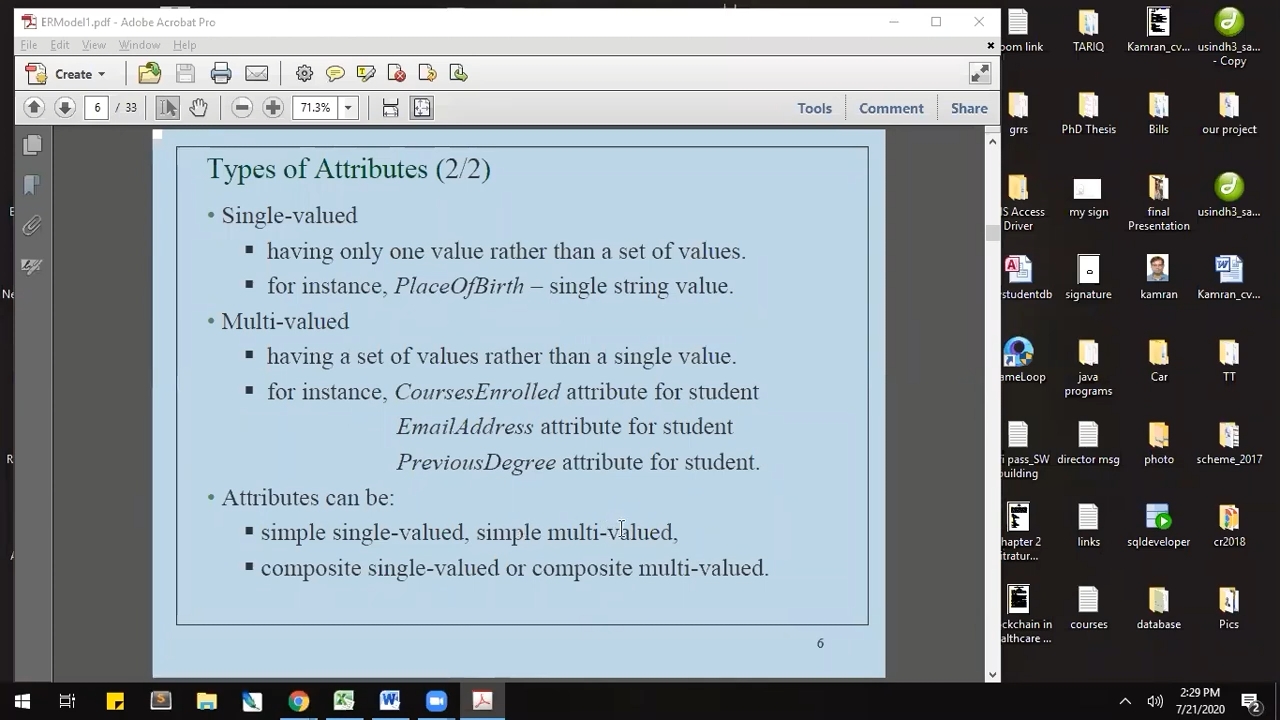 ERModel1.pdf - Adobe Acrobat Pro
File Edit View Window Help
Create
6 / 33
71.3%
Tools Comment Share
Types of Attributes (2/2)
• Single-valued
▪ having only one value rather than a set of values.
▪ for instance, PlaceOfBirth – single string value.
• Multi-valued
▪ having a set of values rather than a single value.
▪ for instance, CoursesEnrolled attribute for student
EmailAddress attribute for student
PreviousDegree attribute for student.
• Attributes can be:
▪ simple single-valued, simple multi-valued,
▪ composite single-valued or composite multi-valued.
6
oom link
TARIQ
Kamran_cv...
usindh3_sa...
- Copy
grrs
PhD Thesis
Bills
our project
S Access
Driver
my sign
final
Presentation
usindh3_sa...
studentdb
signature
kamran
Kamran_cv...
ameLoop
java
programs
Car
TT
i pass_SW
building
director msg
photo
scheme_2017
hapter 2
itratur...
links
sqldeveloper
cr2018
ckchain in
ealthcare ...
courses
database
Pics
2:29 PM
7/21/2020
2